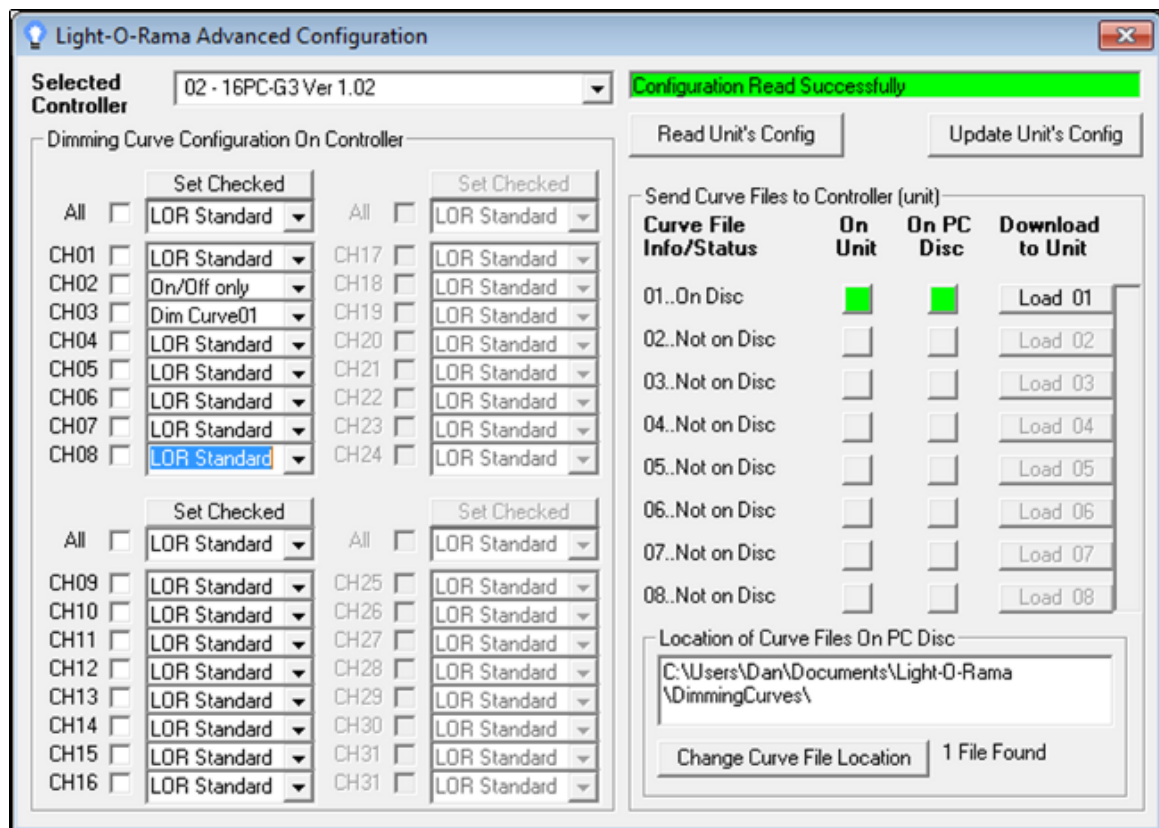 Light-O-Rama Advanced Configuration
Selected Controller
02 - 16PC-G3 Ver 1.02
Configuration Read Successfully
Read Unit's Config
Update Unit's Config
Dimming Curve Configuration On Controller
Set Checked
Set Checked
All LOR Standard All LOR Standard
CH01 LOR Standard CH17 LOR Standard
CH02 On/Off only CH18 LOR Standard
CH03 Dim Curve01 CH19 LOR Standard
CH04 LOR Standard CH20 LOR Standard
CH05 LOR Standard CH21 LOR Standard
CH06 LOR Standard CH22 LOR Standard
CH07 LOR Standard CH23 LOR Standard
CH08 LOR Standard CH24 LOR Standard
Set Checked
Set Checked
All LOR Standard All LOR Standard
CH09 LOR Standard CH25 LOR Standard
CH10 LOR Standard CH26 LOR Standard
CH11 LOR Standard CH27 LOR Standard
CH12 LOR Standard CH28 LOR Standard
CH13 LOR Standard CH29 LOR Standard
CH14 LOR Standard CH30 LOR Standard
CH15 LOR Standard CH31 LOR Standard
CH16 LOR Standard CH31 LOR Standard
Send Curve Files to Controller (unit)
Curve File On On PC Download
Info/Status Unit Disc to Unit
01..On Disc Load 01
02..Not on Disc Load 02
03..Not on Disc Load 03
04..Not on Disc Load 04
05..Not on Disc Load 05
06..Not on Disc Load 06
07..Not on Disc Load 07
08..Not on Disc Load 08
Location of Curve Files On PC Disc
C:\Users\Dan\Documents\Light-O-Rama
\DimmingCurves\
Change Curve File Location
1 File Found